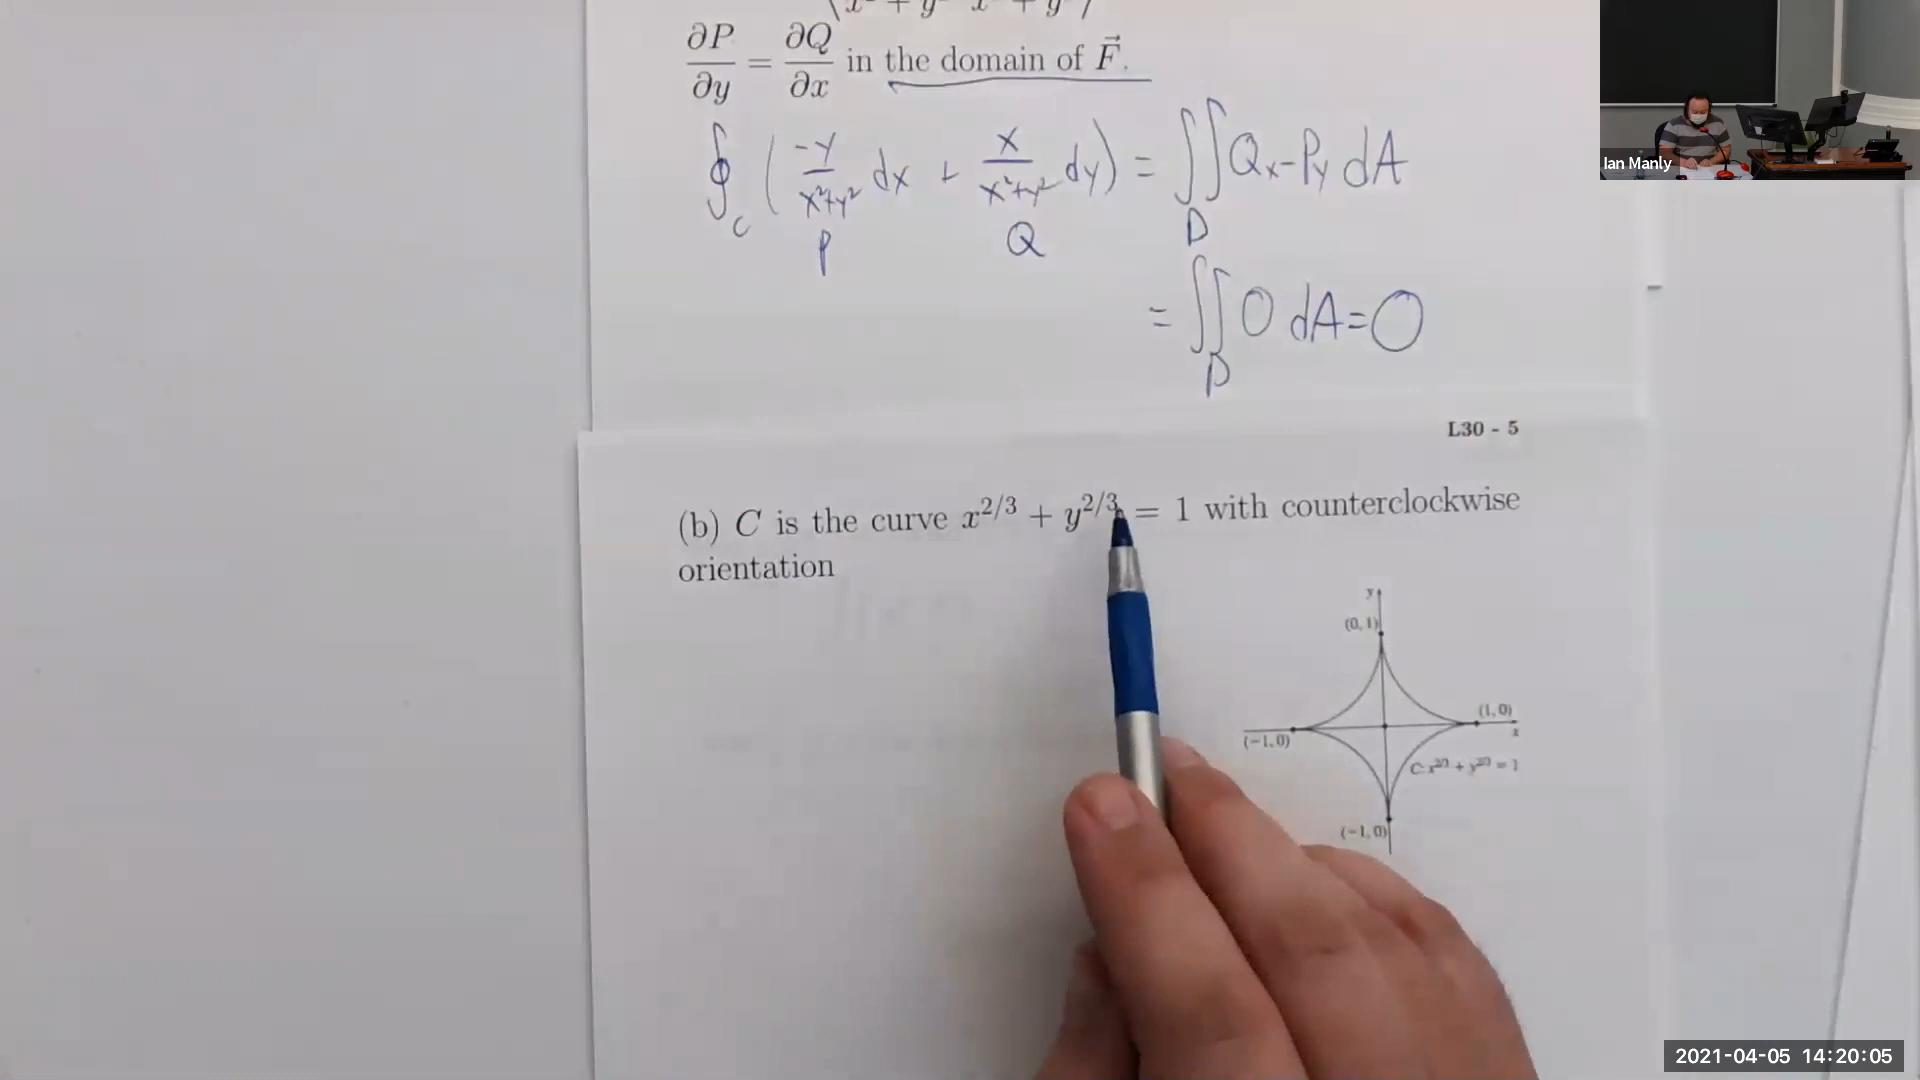 ∂P/∂y = ∂Q/∂x in the domain of F⃗.
∮_C (-y/(x²+y²) dx + x/(x²+y²) dy) = ∬_D Qx - Py dA
P Q
= ∬_D 0 dA = 0
L30 - 5
(b) C is the curve x^{2/3} + y^{2/3} = 1 with counterclockwise
orientation
y
(0, 1)
(1, 0)
x
(-1, 0)
C: x^{2/3} + y^{2/3} = 1
(-1, 0)
Ian Manly
2021-04-05 14:20:05